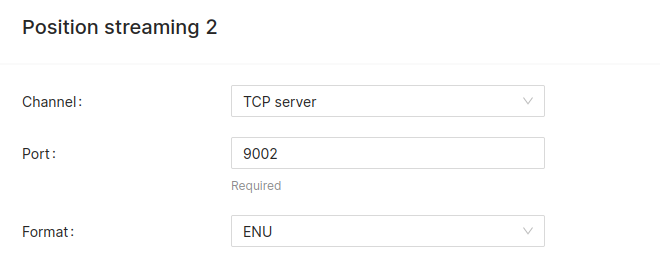 Position streaming 2
Channel: TCP server
Port: 9002
Required
Format: ENU